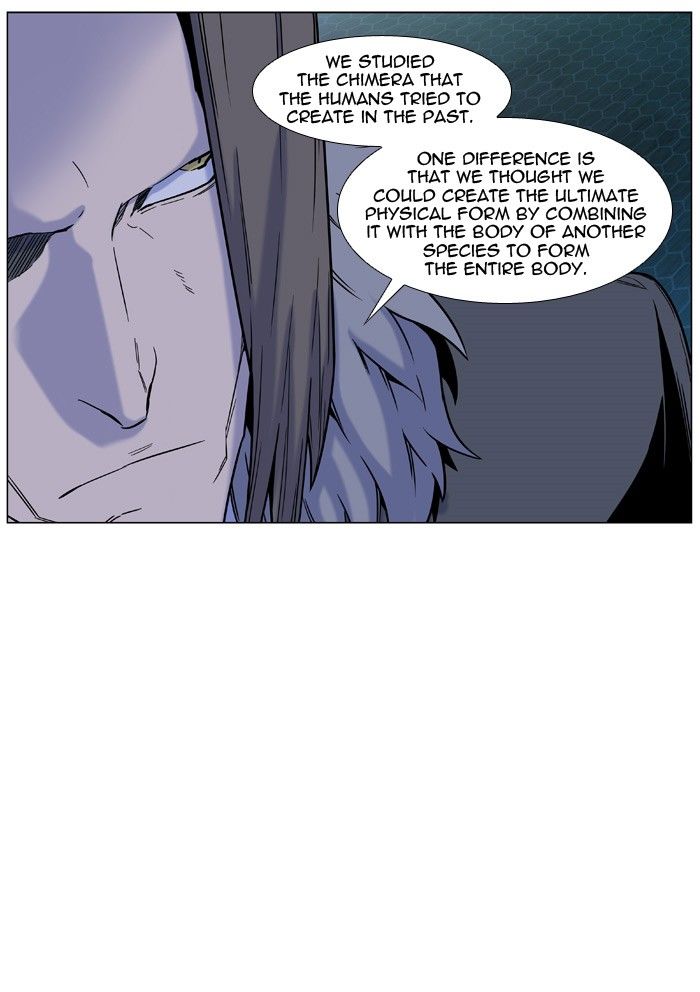 WE STUDIED
THE CHIMERA THAT
THE HUMANS TRIED TO
CREATE IN THE PAST.
ONE DIFFERENCE IS
THAT WE THOUGHT WE
COULD CREATE THE ULTIMATE
PHYSICAL FORM BY COMBINING
IT WITH THE BODY OF ANOTHER
SPECIES TO FORM
THE ENTIRE BODY.